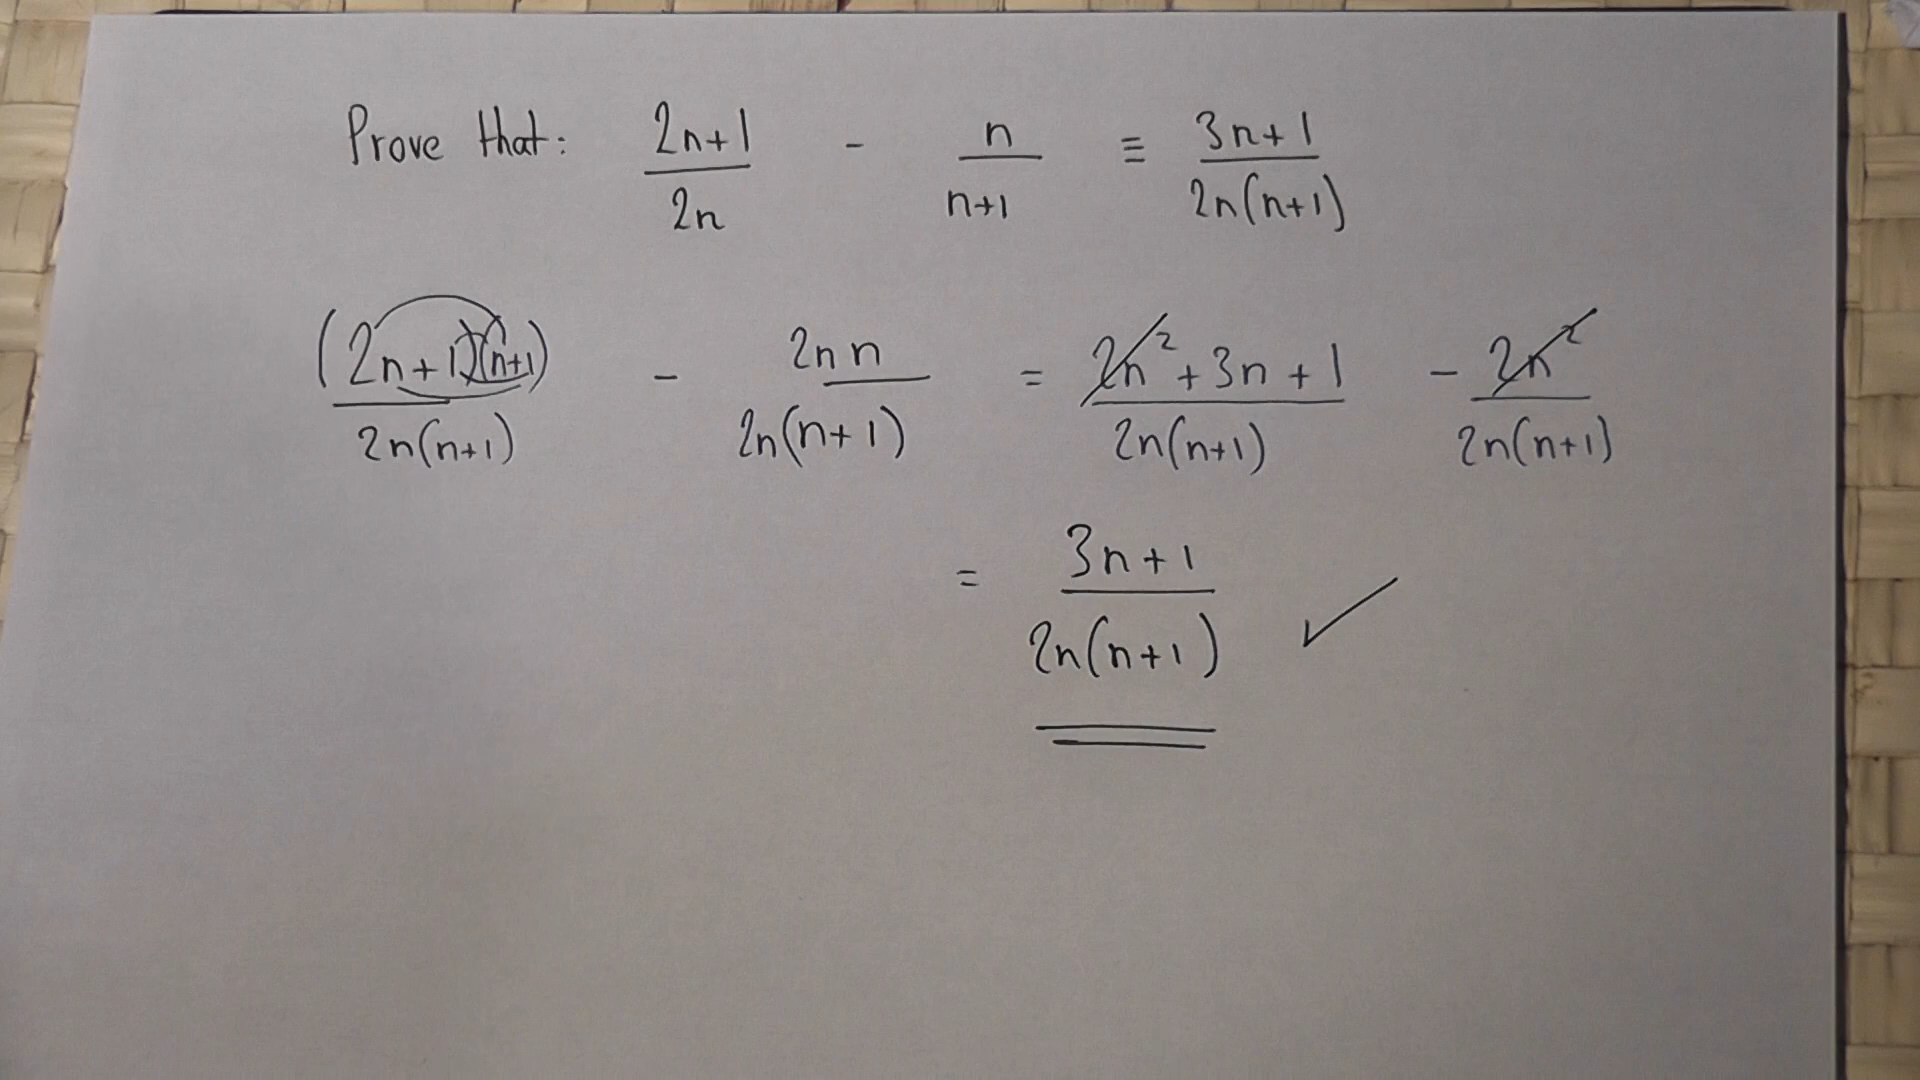 Prove that: (2n+1)/(2n) - n/(n+1) ≡ (3n+1)/(2n(n+1))
((2n+1)(n+1))/(2n(n+1)) - (2n n)/(2n(n+1)) = (2n²+3n+1)/(2n(n+1)) - (2n²)/(2n(n+1))
= (3n+1)/(2n(n+1)) ✓